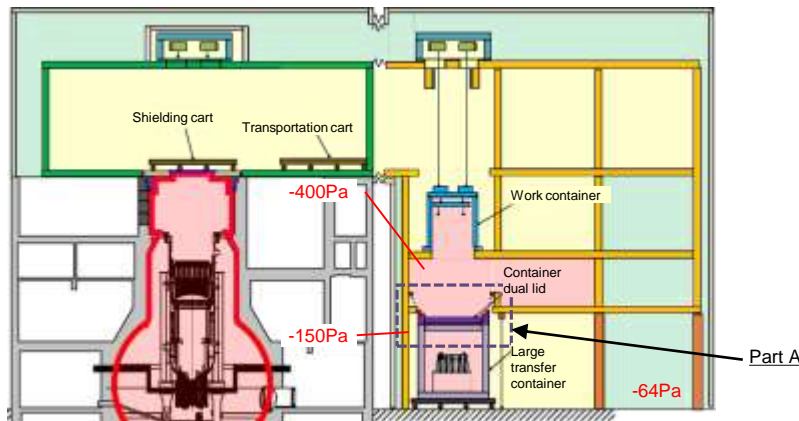 Shielding cart
Transportation cart
-400Pa
Work container
Container
dual lid
-150Pa
Large
transfer
container
Part A
-64Pa